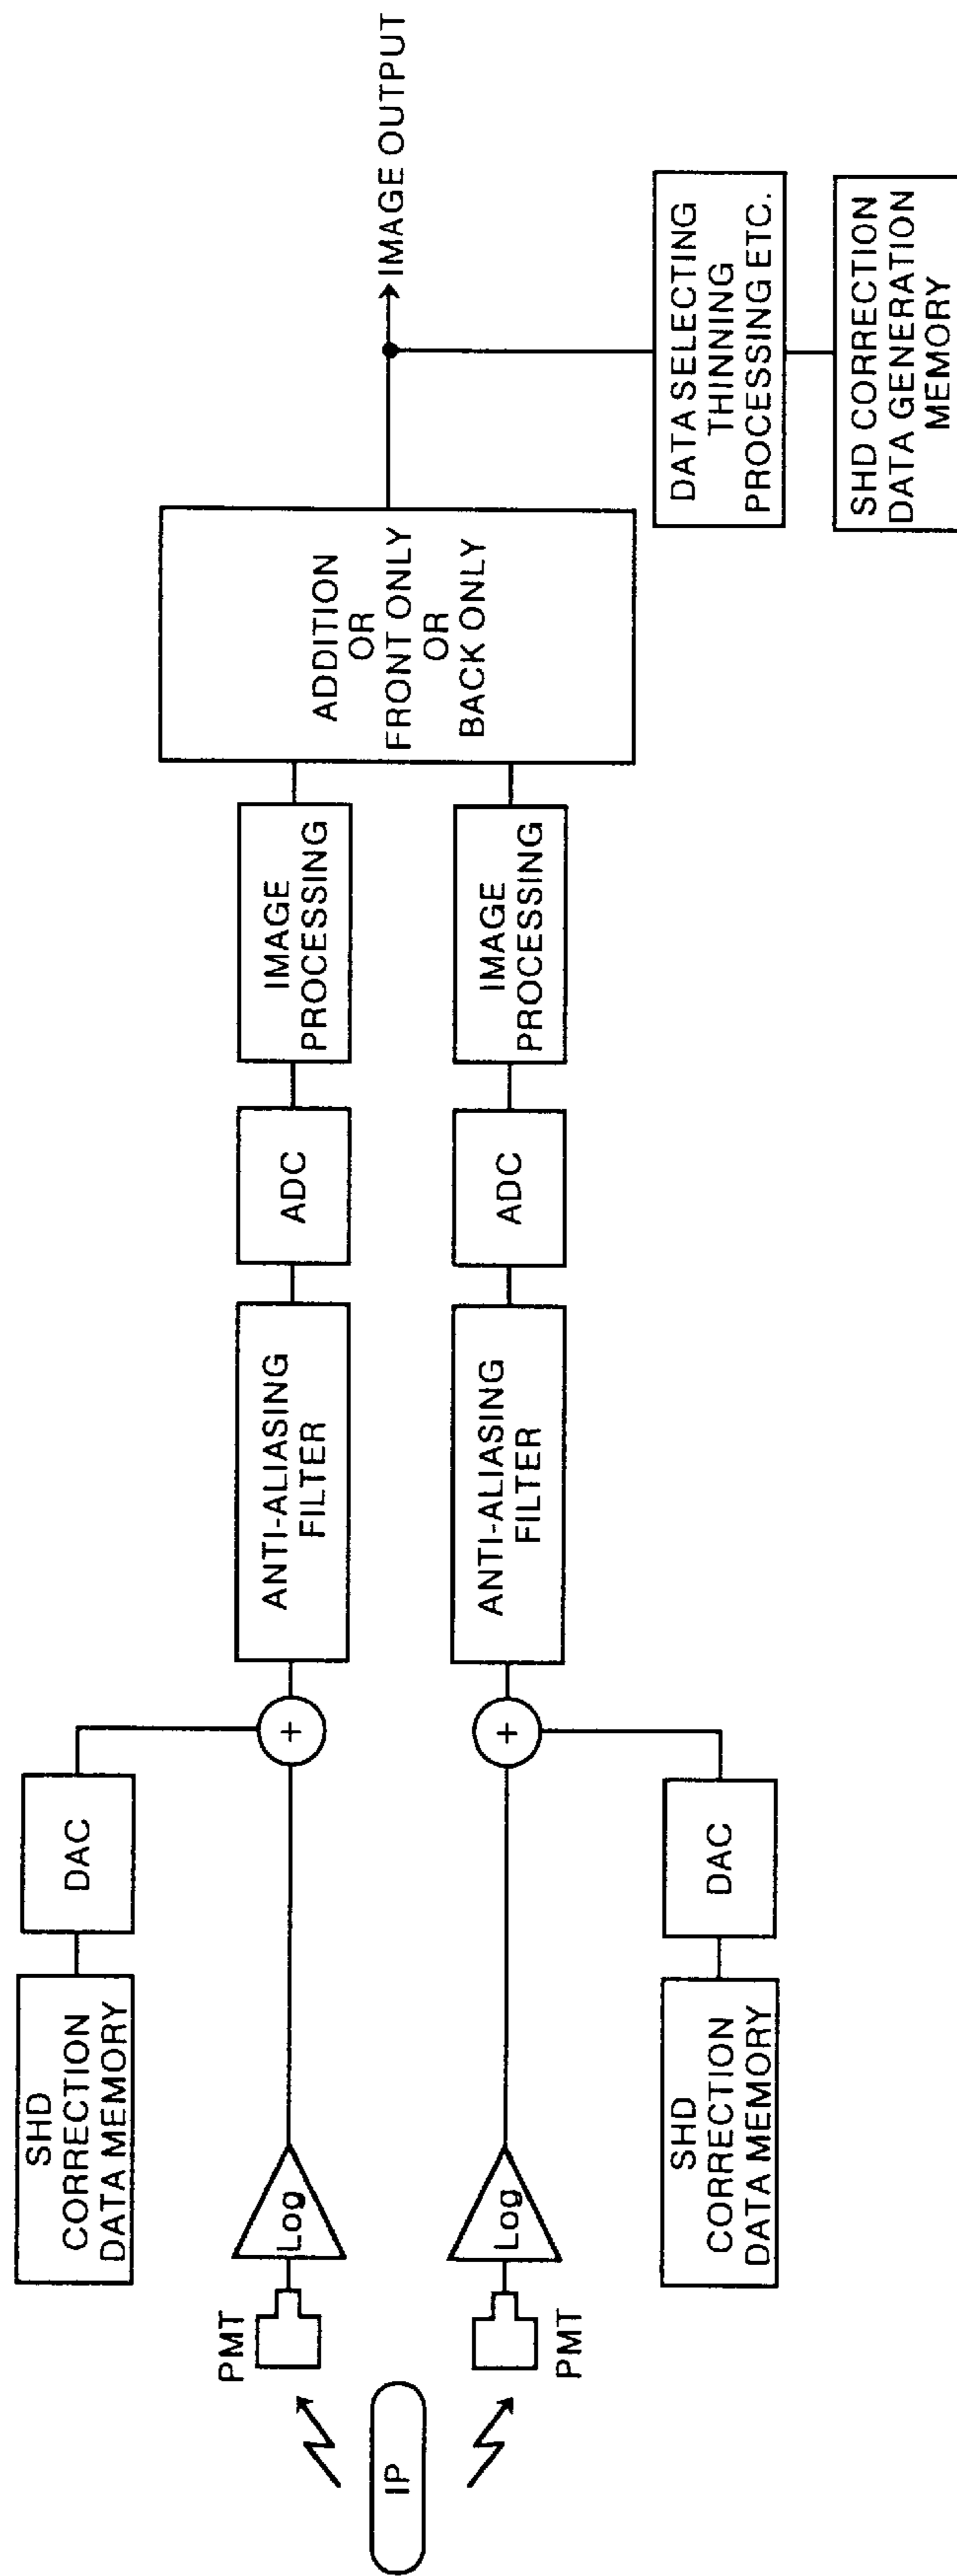 SHD
CORRECTION
DATA MEMORY
DAC
PMT
Log
+
ANTI-ALIASING
FILTER
ADC
IMAGE
PROCESSING
IP
PMT
Log
+
ANTI-ALIASING
FILTER
ADC
IMAGE
PROCESSING
SHD
CORRECTION
DATA MEMORY
DAC
ADDITION
OR
FRONT ONLY
OR
BACK ONLY
IMAGE OUTPUT
DATA SELECTING
THINNING
PROCESSING ETC.
SHD CORRECTION
DATA GENERATION
MEMORY